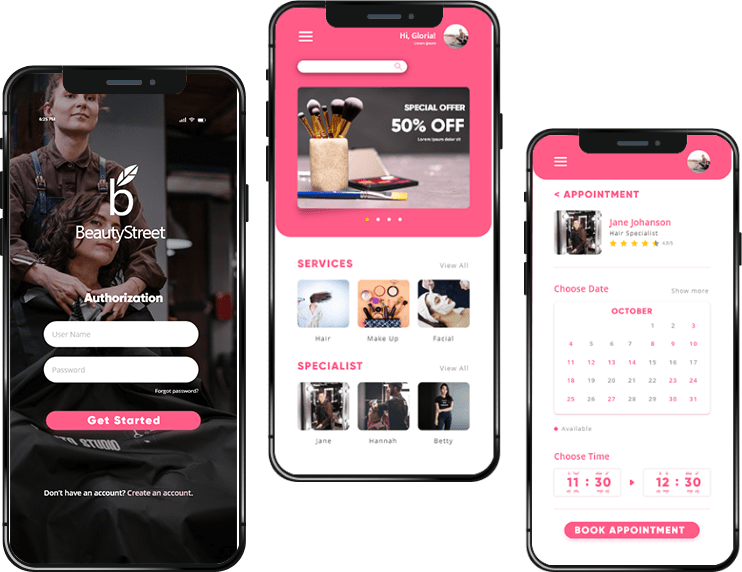 6:25 PM
b
BeautyStreet
Authorization
User Name
Password
Forgot password?
Get Started
STUDIO
Don't have an account? Create an account.
Hi, Gloria!
Lorem ipsum
SPECIAL OFFER
50% OFF
Lorem ipsum dolor sit
SERVICES
View All
Hair
Make Up
Facial
SPECIALIST
View All
Jane
Hannah
Betty
< APPOINTMENT
Jane Johanson
Hair Specialist
Choose Date
Show more
OCTOBER
1 2 3
4 5 6 7 8 9 10
11 12 13 14 15 16 17
18 19 20 21 22 23 24
25 26 27 28 29 30 31
Available
Choose Time
11 : 30
12 : 30
BOOK APPOINTMENT